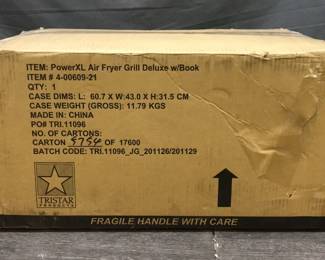 ITEM: PowerXL Air Fryer Grill Deluxe w/Book
ITEM # 4-00609-21
QTY: 1
CASE DIMS: L: 60.7 X W:43.0 X H:31.5 CM
CASE WEIGHT (GROSS): 11.79 KGS
MADE IN: CHINA
PO# TRI.11096
NO. OF CARTONS:
CARTON 5754 OF 17600
BATCH CODE: TRI.11096_JG_201126/201129
TRISTAR
PRODUCTS
FRAGILE HANDLE WITH CARE